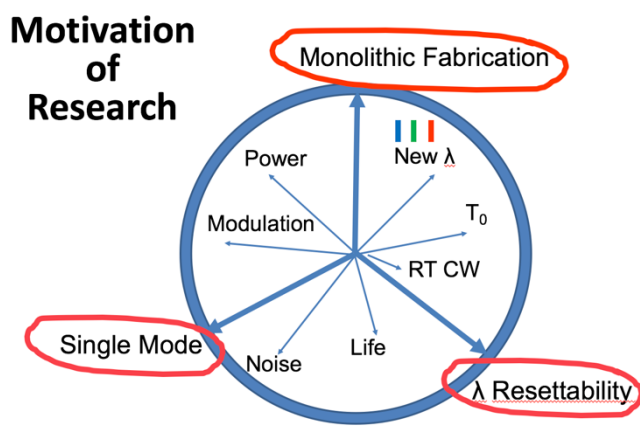 Motivation
of
Research
Monolithic Fabrication
New λ
Power
T₀
Modulation
RT CW
Single Mode
Life
Noise
λ Resettability